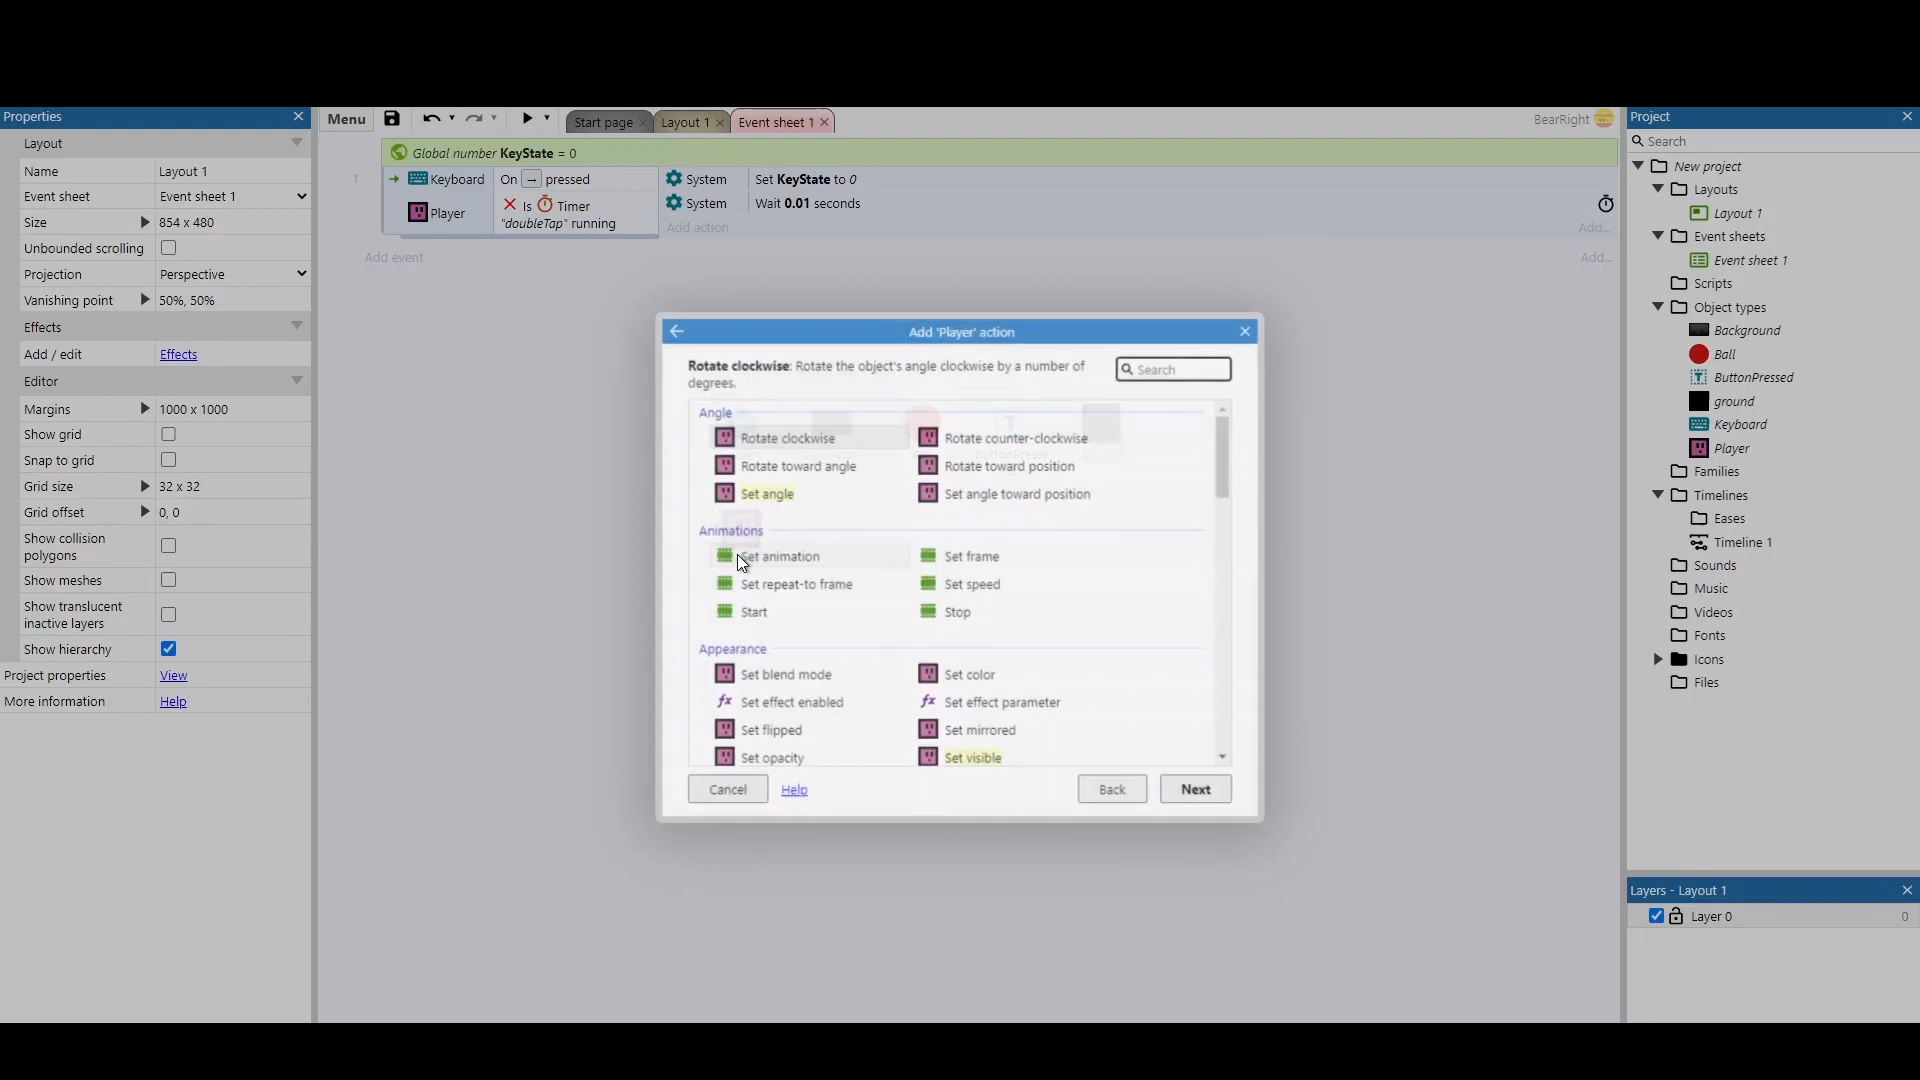 Properties
Layout
Name Layout 1
Event sheet Event sheet 1
Size 854 x 480
Unbounded scrolling
Projection Perspective
Vanishing point 50%, 50%
Effects
Add / edit Effects
Editor
Margins 1000 x 1000
Show grid
Snap to grid
Grid size 32 x 32
Grid offset 0, 0
Show collision
polygons
Show meshes
Show translucent
inactive layers
Show hierarchy
Project properties View
More information Help
Menu
Start page
Layout 1
Event sheet 1
BearRight
Global number KeyState = 0
1
Keyboard On → pressed
System Set KeyState to 0
Player Is Timer
"doubleTap" running
System Wait 0.01 seconds
Add action
Add...
Add event
Add...
Add 'Player' action
Rotate clockwise: Rotate the object's angle clockwise by a number of
degrees.
Search
Angle
Rotate clockwise Rotate counter-clockwise
Rotate toward angle Rotate toward position
Set angle Set angle toward position
Animations
Set animation Set frame
Set repeat-to frame Set speed
Start Stop
Appearance
Set blend mode Set color
fx Set effect enabled fx Set effect parameter
Set flipped Set mirrored
Set opacity Set visible
Cancel Help Back Next
Project
Search
New project
Layouts
Layout 1
Event sheets
Event sheet 1
Scripts
Object types
Background
Ball
ButtonPressed
ground
Keyboard
Player
Families
Timelines
Eases
Timeline 1
Sounds
Music
Videos
Fonts
Icons
Files
Layers - Layout 1
Layer 0 0